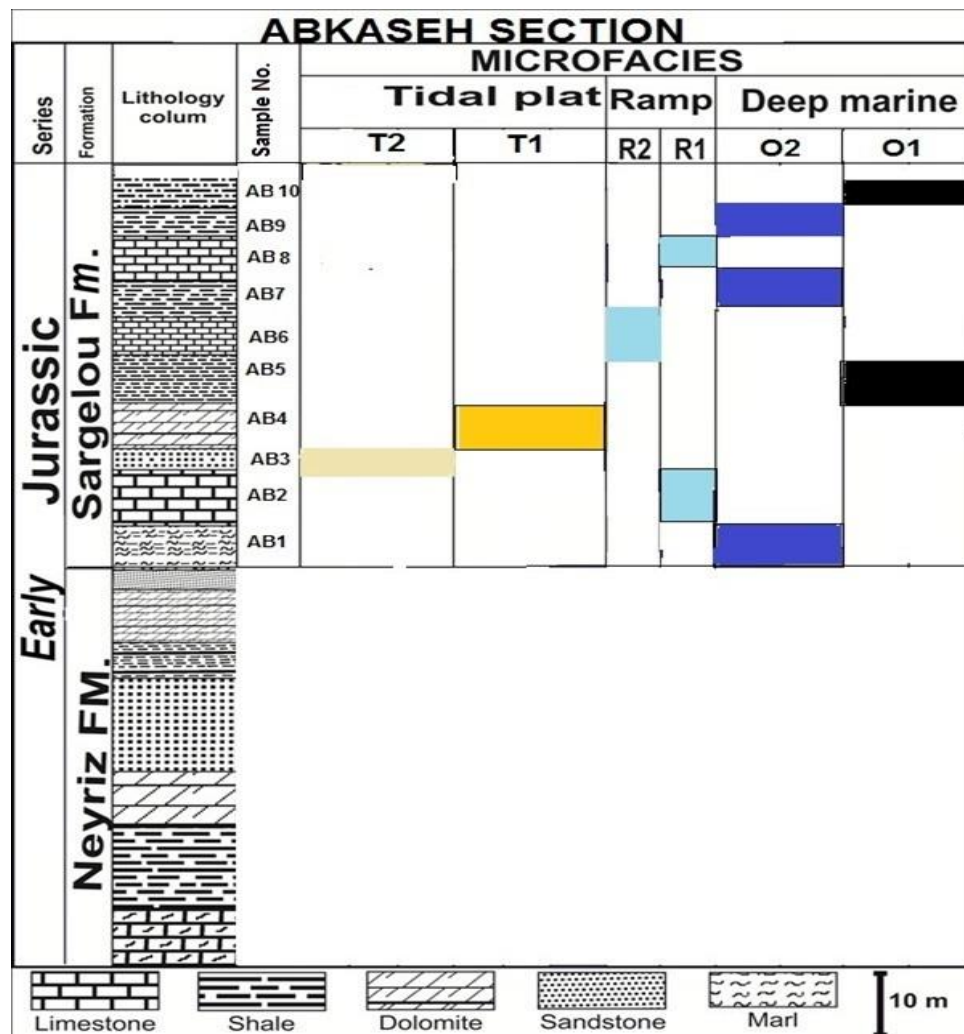 ABKASEH SECTION
Series
Formation
Lithology
colum
Sample No.
MICROFACIES
Tidal plat
Ramp
Deep marine
T2
T1
R2
R1
O2
O1
AB 10
AB9
AB 8
AB7
AB6
AB5
AB4
AB3
AB2
AB1
Early Jurassic
Sargelou Fm.
Neyriz FM.
Limestone
Shale
Dolomite
Sandstone
Marl
10 m